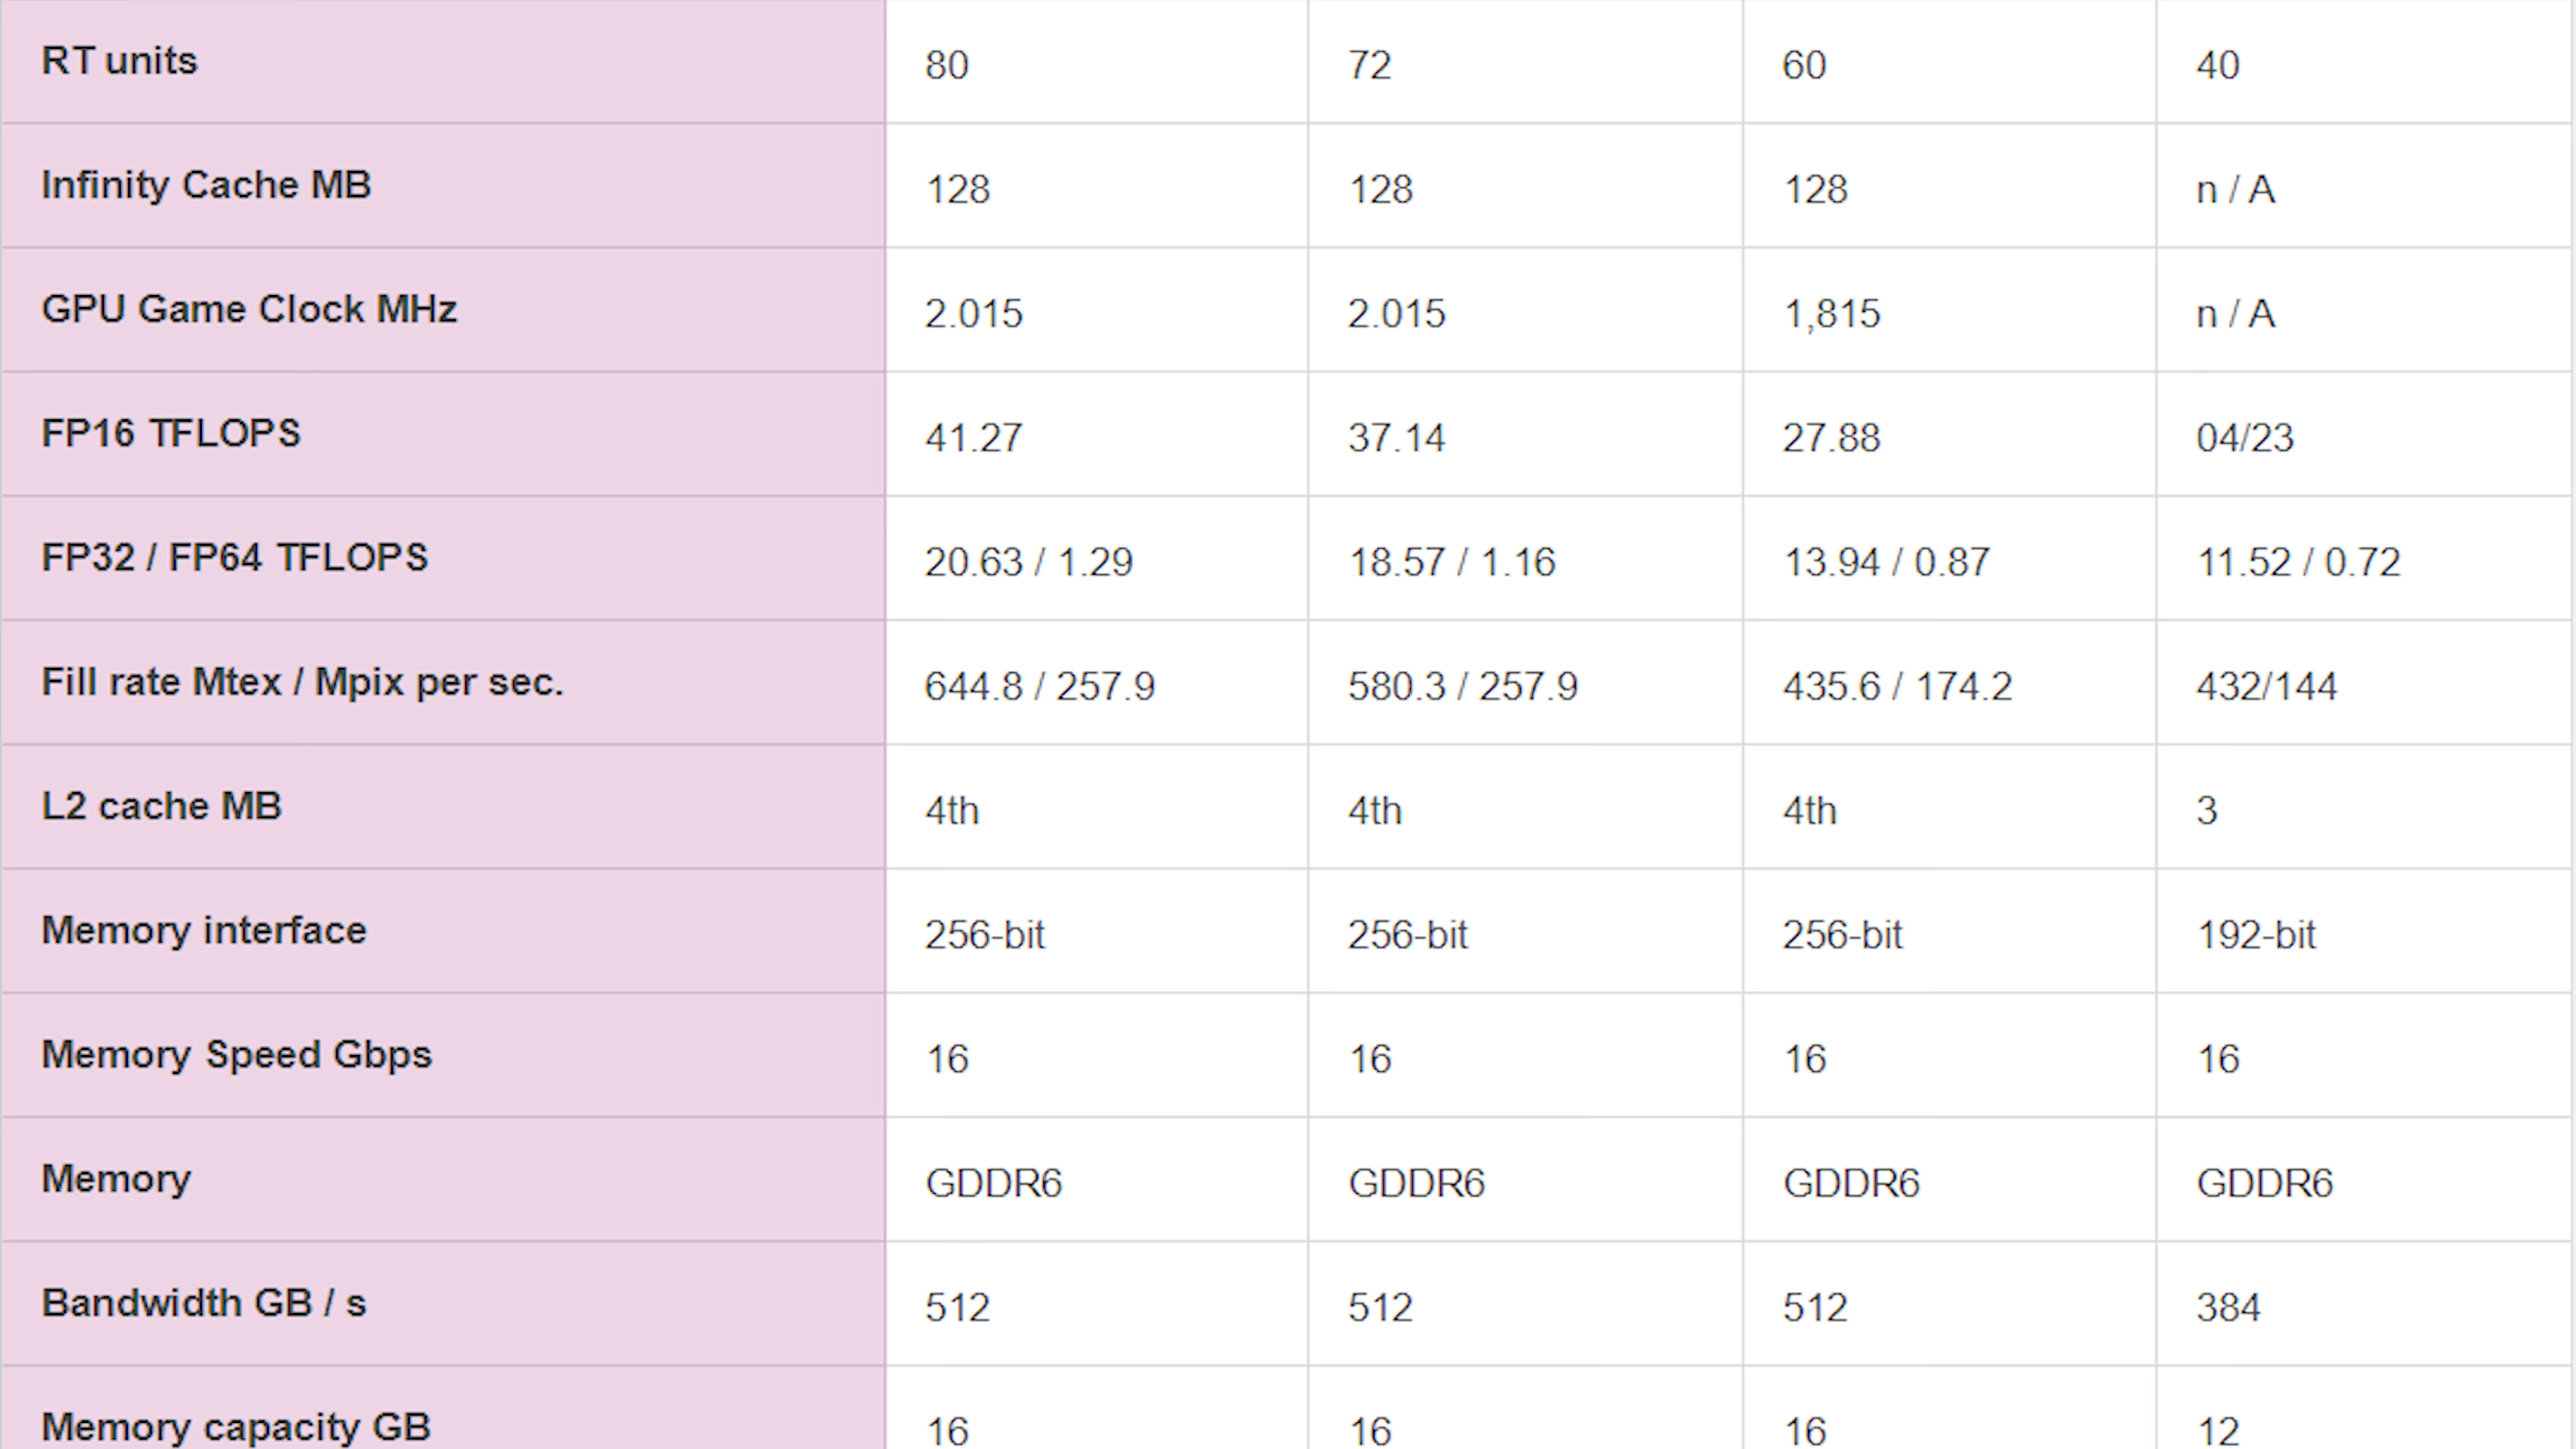 RT units 80 72 60 40
Infinity Cache MB 128 128 128 n / A
GPU Game Clock MHz 2.015 2.015 1,815 n / A
FP16 TFLOPS 41.27 37.14 27.88 04/23
FP32 / FP64 TFLOPS 20.63 / 1.29 18.57 / 1.16 13.94 / 0.87 11.52 / 0.72
Fill rate Mtex / Mpix per sec. 644.8 / 257.9 580.3 / 257.9 435.6 / 174.2 432/144
L2 cache MB 4th 4th 4th 3
Memory interface 256-bit 256-bit 256-bit 192-bit
Memory Speed Gbps 16 16 16 16
Memory GDDR6 GDDR6 GDDR6 GDDR6
Bandwidth GB / s 512 512 512 384
Memory capacity GB 16 16 16 12